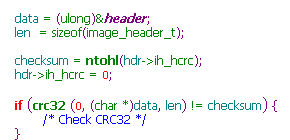 data = (ulong)&header;
len  = sizeof(image_header_t);

checksum = ntohl(hdr->ih_hcrc);
hdr->ih_hcrc = 0;

if (crc32 (0, (char *)data, len) != checksum) {
        /* Check CRC32 */
}